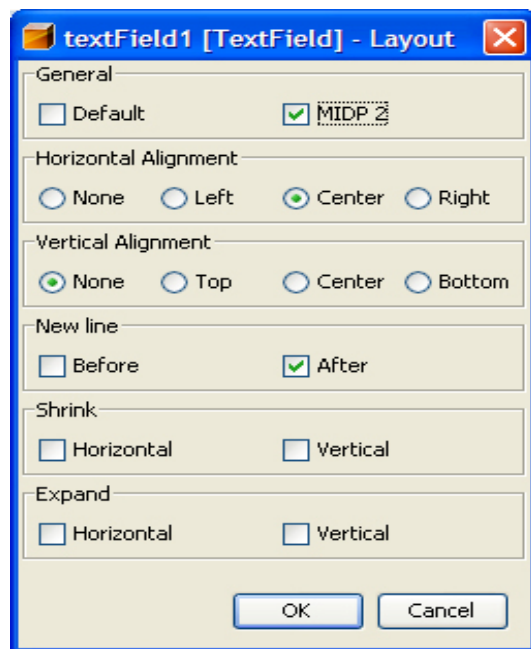 textField1 [TextField] - Layout
General
Default MIDP 2
Horizontal Alignment
None Left Center Right
Vertical Alignment
None Top Center Bottom
New line
Before After
Shrink
Horizontal Vertical
Expand
Horizontal Vertical
OK Cancel